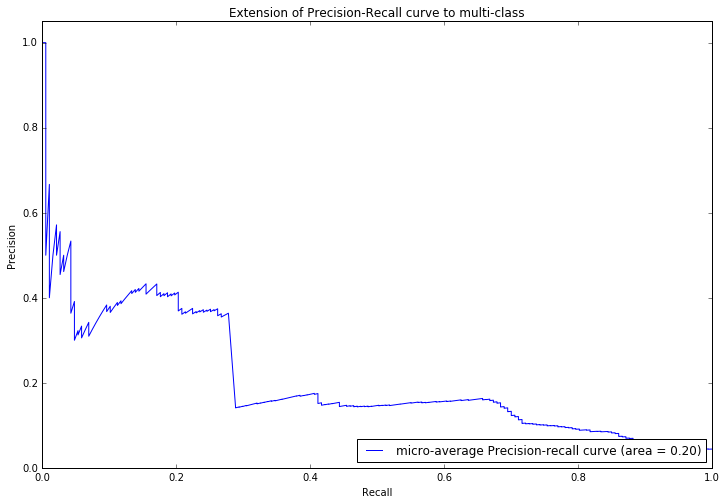 Extension of Precision-Recall curve to multi-class
1.0
0.8
0.6
0.4
0.2
0.0
Precision
0.0 0.2 0.4 0.6 0.8 1.0
Recall
micro-average Precision-recall curve (area = 0.20)